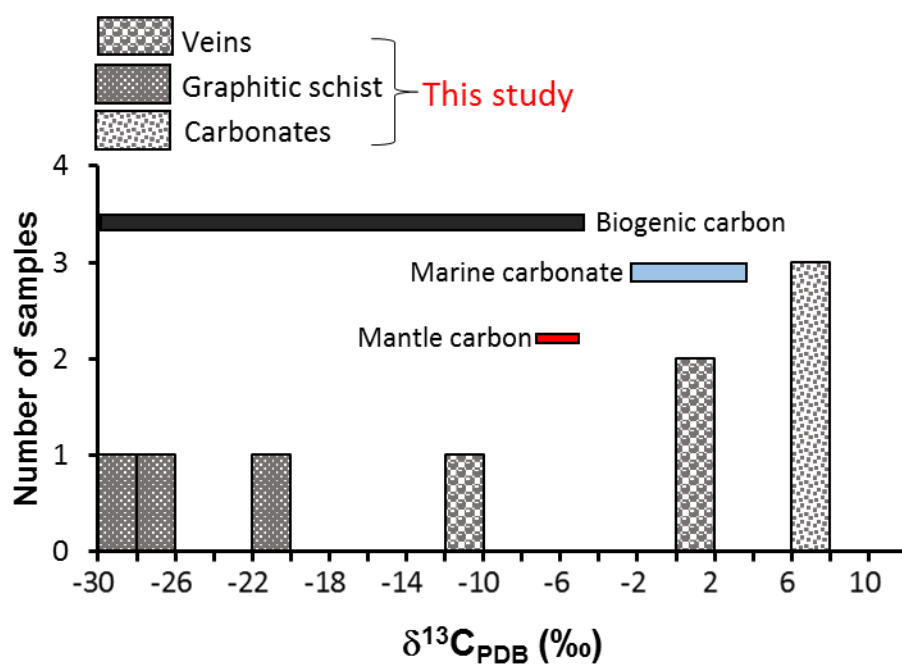 Veins
Graphitic schist
This study
Carbonates
4
Biogenic carbon
3
Marine carbonate
Mantle carbon
2
1
0
Number of samples
-30 -26 -22 -18 -14 -10 -6 -2 2 6 10
δ13CPDB (‰)